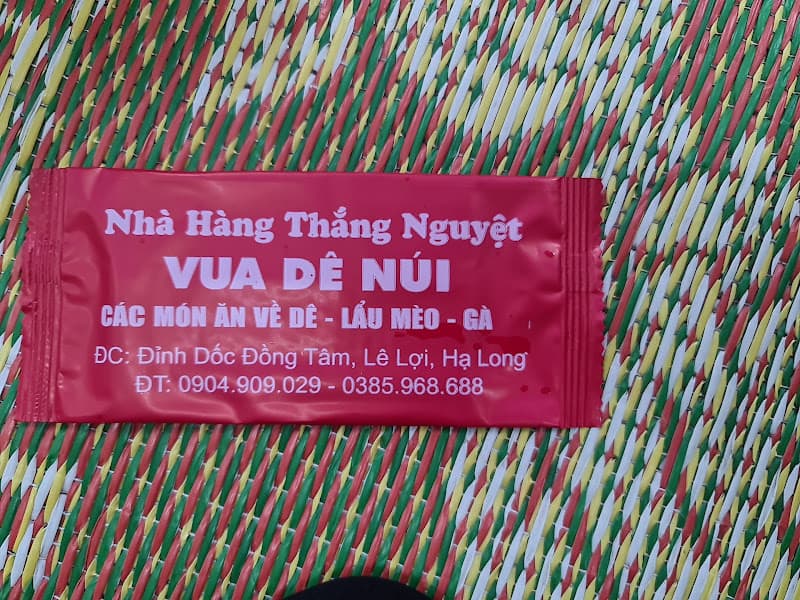 Nhà Hàng Thắng Nguyệt
VUA DÊ NÚI
CÁC MÓN ĂN VỀ DÊ - LẨU MÈO - GÀ
ĐC: Đỉnh Dốc Đồng Tâm, Lê Lợi, Hạ Long
ĐT: 0904.909.029 - 0385.968.688